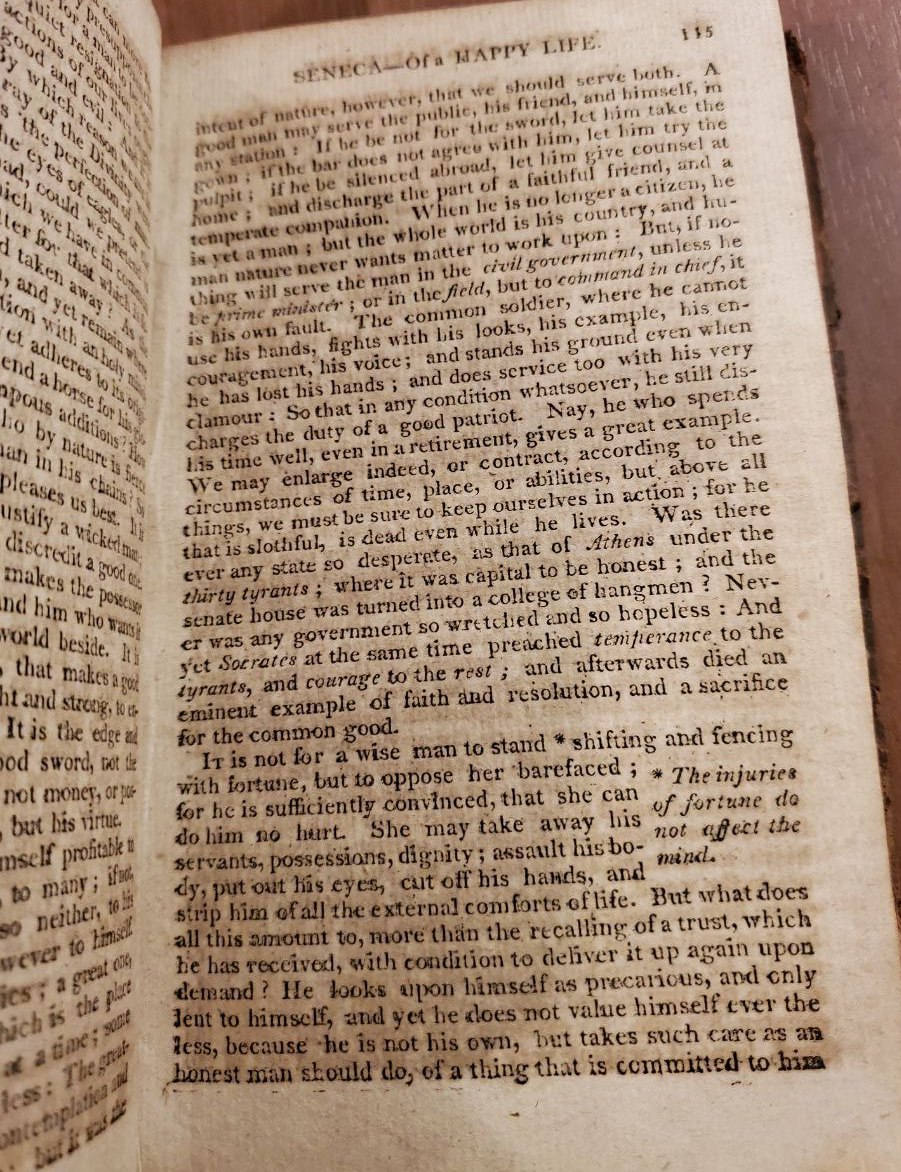 SENECA—Of a HAPPY LIFE.
intent of nature, however, that we should serve both. A
good man may serve the public, his friend, and himself, in
any station: If he be not for the sword, let him take the
gown; if the bar does not agree with him, let him try the
pulpit; if he be silenced abroad, let him give counsel at
home; and discharge the part of a faithful friend, and a
temperate companion. When he is no longer a citizen, he
is yet a man; but the whole world is his country, and hu-
man nature never wants matter to work upon: But, if no-
thing will serve the man in the civil government, unless he
be prime minister; or in the field, but to command in chief, it
is his own fault. The common soldier, where he cannot
use his hands, fights with his looks, his example, his en-
couragement, his voice; and stands his ground even when
he has lost his hands; and does service too with his very
clamour: So that in any condition whatsoever, he still dis-
charges the duty of a good patriot. Nay, he who spends
his time well, even in a retirement, gives a great example.
We may enlarge indeed, or contract, according to the
circumstances of time, place, or abilities, but above all
things, we must be sure to keep ourselves in action; for he
that is slothful, is dead even while he lives. Was there
ever any state so desperate, as that of Athens under the
thirty tyrants; where it was capital to be honest; and the
senate house was turned into a college of hangmen? Nev-
er was any government so wretched and so hopeless: And
yet Socrates at the same time preached temperance to the
tyrants, and courage to the rest; and afterwards died an
eminent example of faith and resolution, and a sacrifice
for the common good.
It is not for a wise man to stand * shifting and fencing
with fortune, but to oppose her barefaced;
for he is sufficiently convinced, that she can
do him no hurt. She may take away his
servants, possessions, dignity; assault his bo-
dy, put out his eyes, cut off his hands, and
* The injuries
of fortune do
not affect the
mind.
strip him of all the external comforts of life. But what does
all this amount to, more than the recalling of a trust, which
he has received, with condition to deliver it up again upon
demand? He looks upon himself as precarious, and only
lent to himself, and yet he does not value himself ever the
less, because he is not his own, but takes such care as an
honest man should do, of a thing that is committed to him